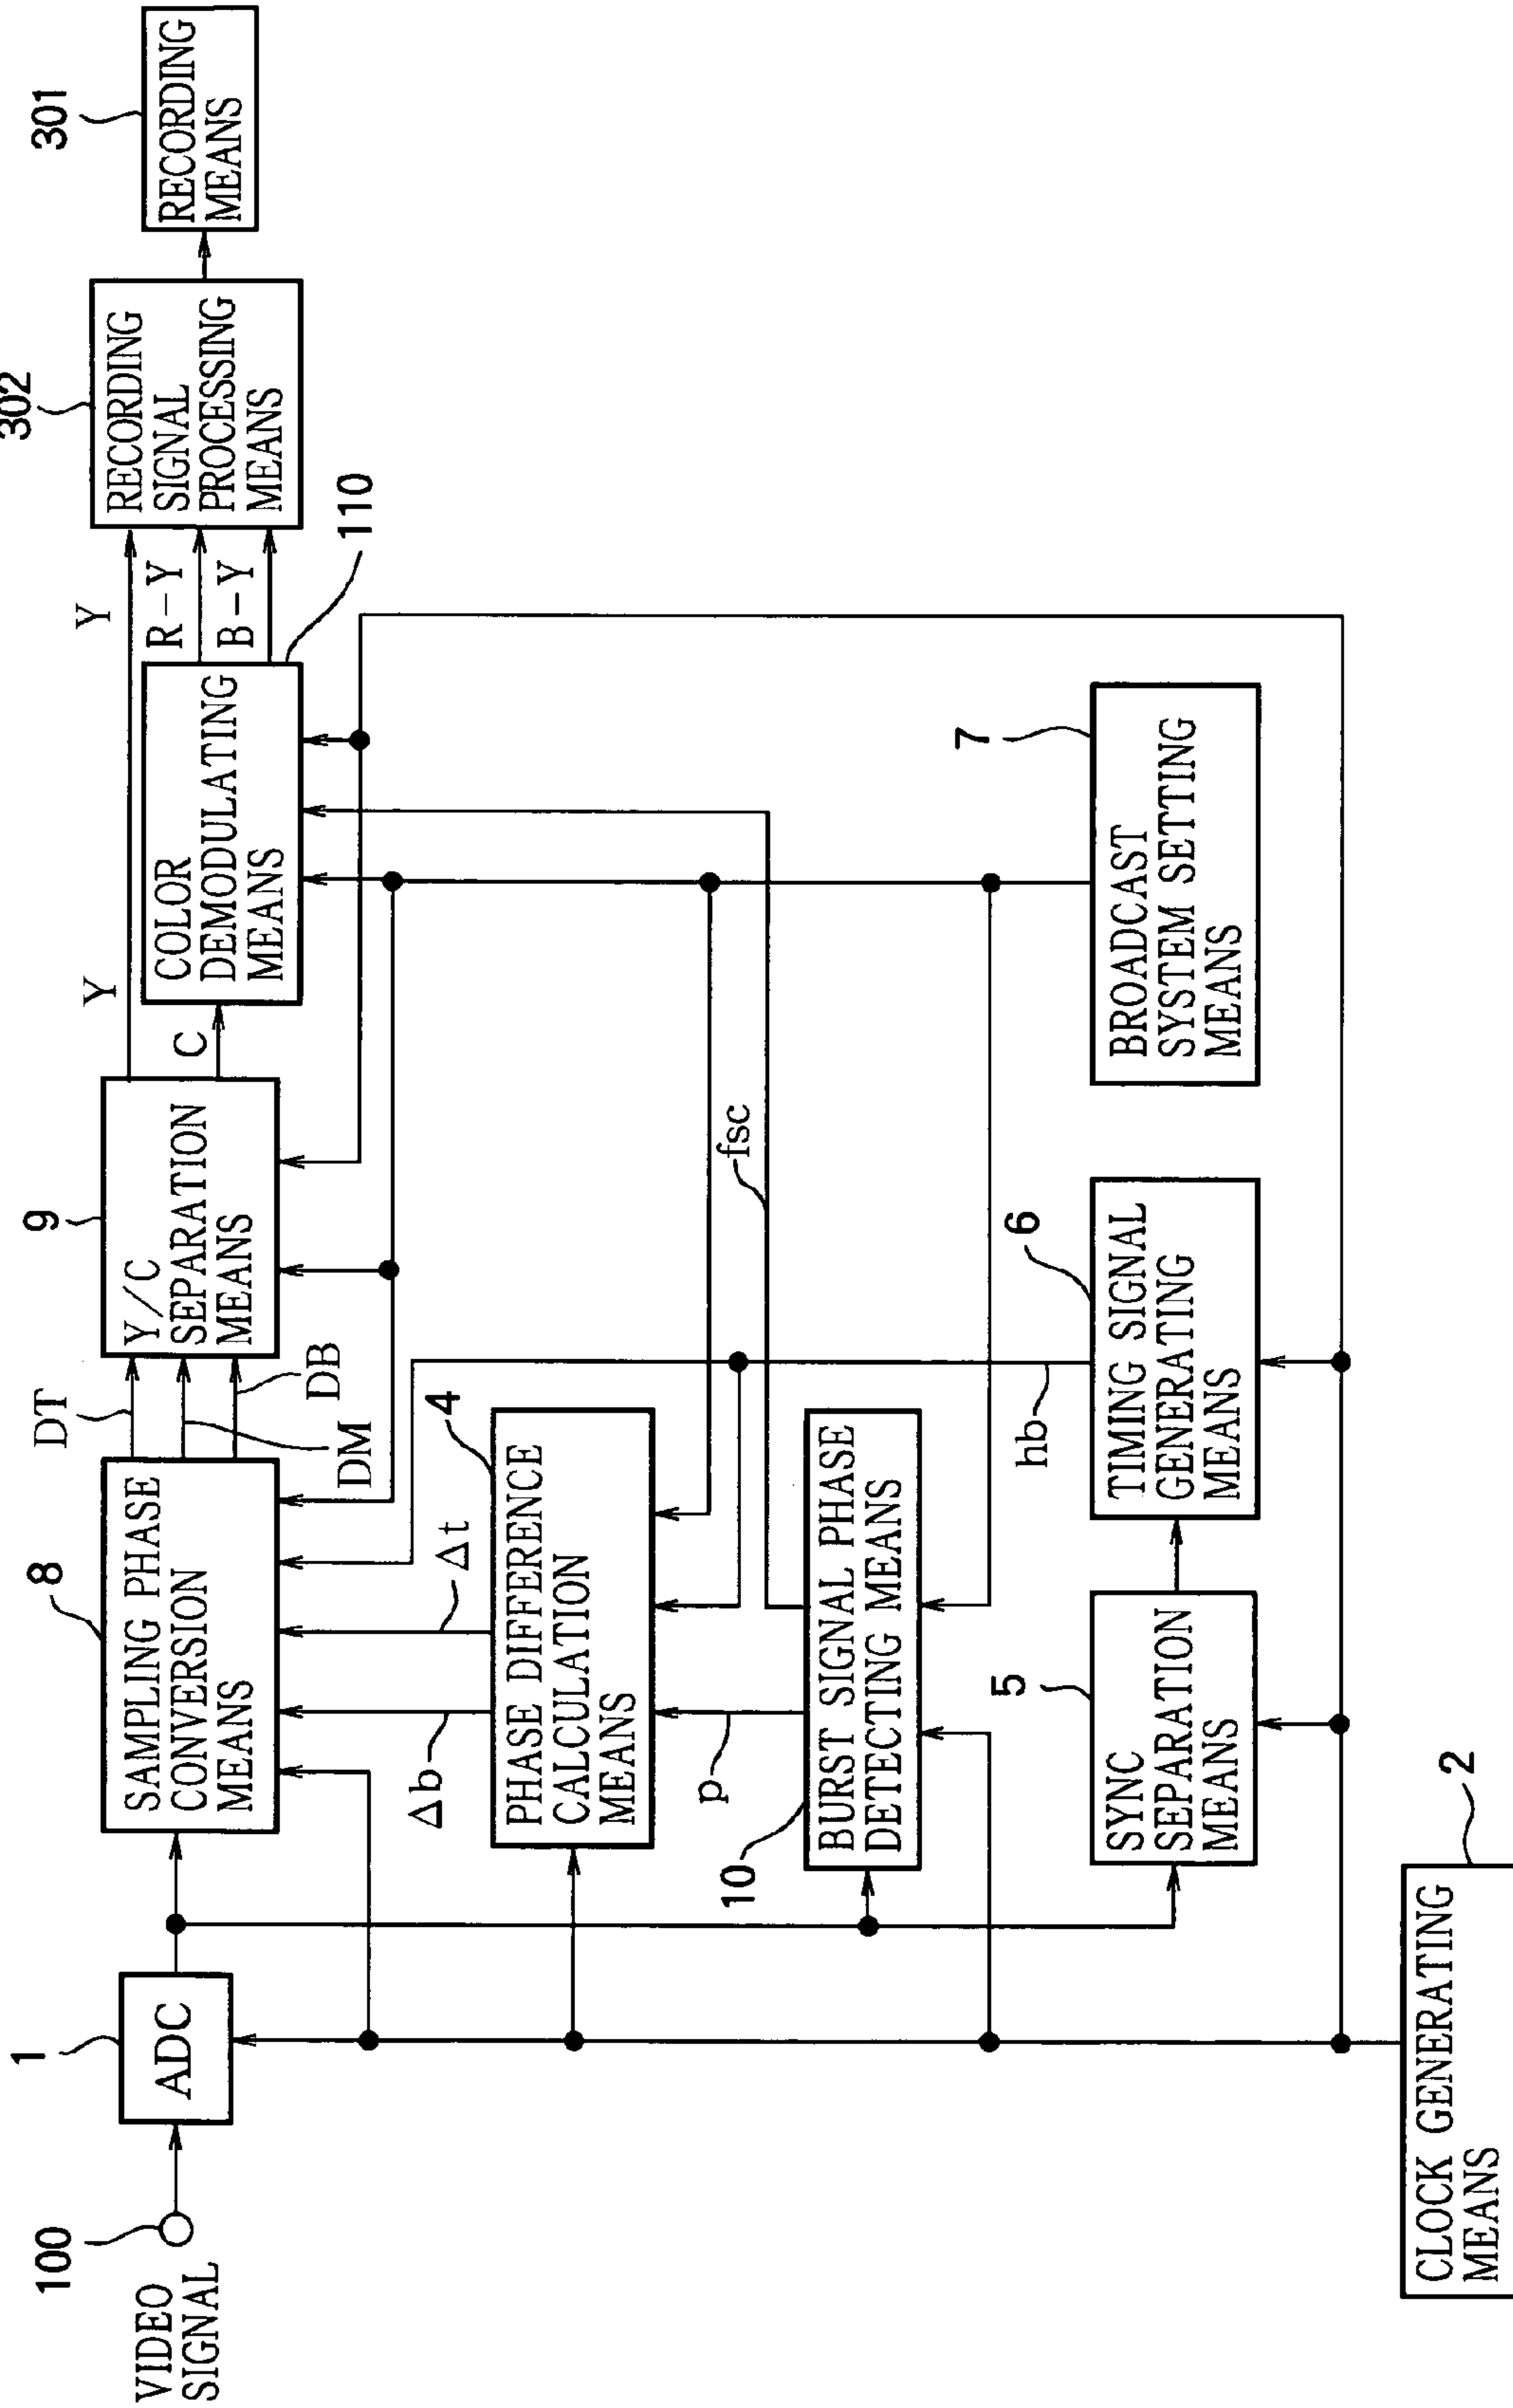 100
VIDEO
SIGNAL
1
ADC
8
SAMPLING PHASE
CONVERSION
MEANS
DT
DM
DB
9
Y/C
SEPARATION
MEANS
Y
C
COLOR
DEMODULATING
MEANS
110
Y
R-Y
B-Y
302
RECORDING
SIGNAL
PROCESSING
MEANS
301
RECORDING
MEANS
Δb
Δt
4
PHASE DIFFERENCE
CALCULATION
MEANS
fsc
p
10
BURST SIGNAL PHASE
DETECTING MEANS
hb
5
SYNC
SEPARATION
MEANS
6
TIMING SIGNAL
GENERATING
MEANS
7
BROADCAST
SYSTEM SETTING
MEANS
2
CLOCK GENERATING
MEANS